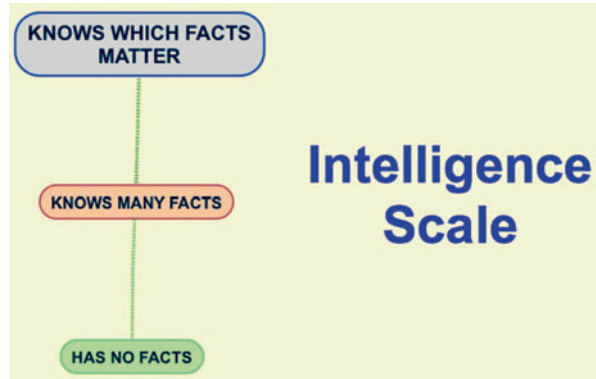 KNOWS WHICH FACTS
MATTER
KNOWS MANY FACTS
HAS NO FACTS
Intelligence
Scale